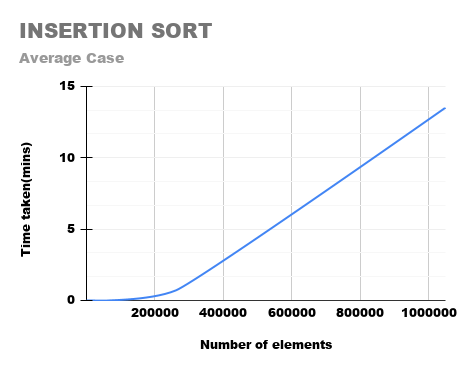 INSERTION SORT
Average Case
15
10
5
0
Time taken(mins)
200000 400000 600000 800000 1000000
Number of elements